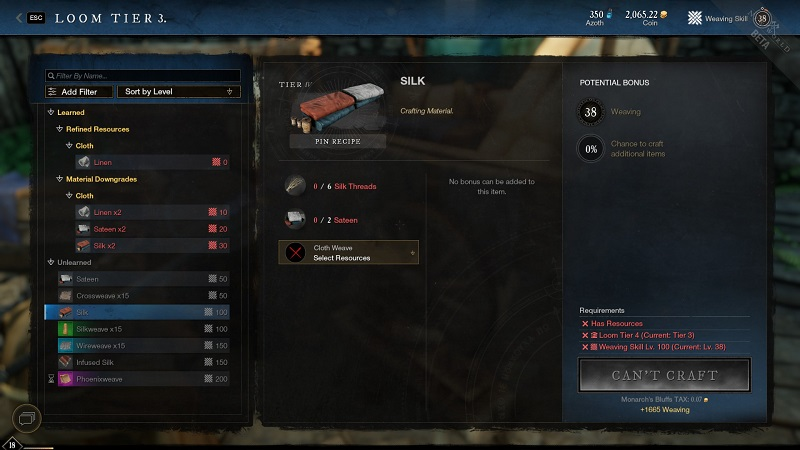 ESC LOOM TIER 3.
350 Azoth
2,065.22 Coin
Weaving Skill 38
BETA
Filter By Name...
Add Filter
Sort by Level
Learned
Refined Resources
Cloth
Linen 0
Material Downgrades
Cloth
Linen x2 10
Sateen x2 20
Silk x2 30
Unlearned
Sateen 50
Crossweave x15 50
Silk 100
Silkweave x15 100
Wireweave x15 150
Infused Silk 150
Phoenixweave 200
18
TIER IV
SILK
Crafting Material.
PIN RECIPE
0 / 6 Silk Threads
0 / 2 Sateen
Cloth Weave
Select Resources
No bonus can be added to
this item.
POTENTIAL BONUS
38 Weaving
0% Chance to craft
additional items
Requirements
Has Resources
Loom Tier 4 (Current: Tier 3)
Weaving Skill Lv. 100 (Current: Lv. 38)
CAN'T CRAFT
Monarch's Bluffs TAX: 0.07
+1665 Weaving